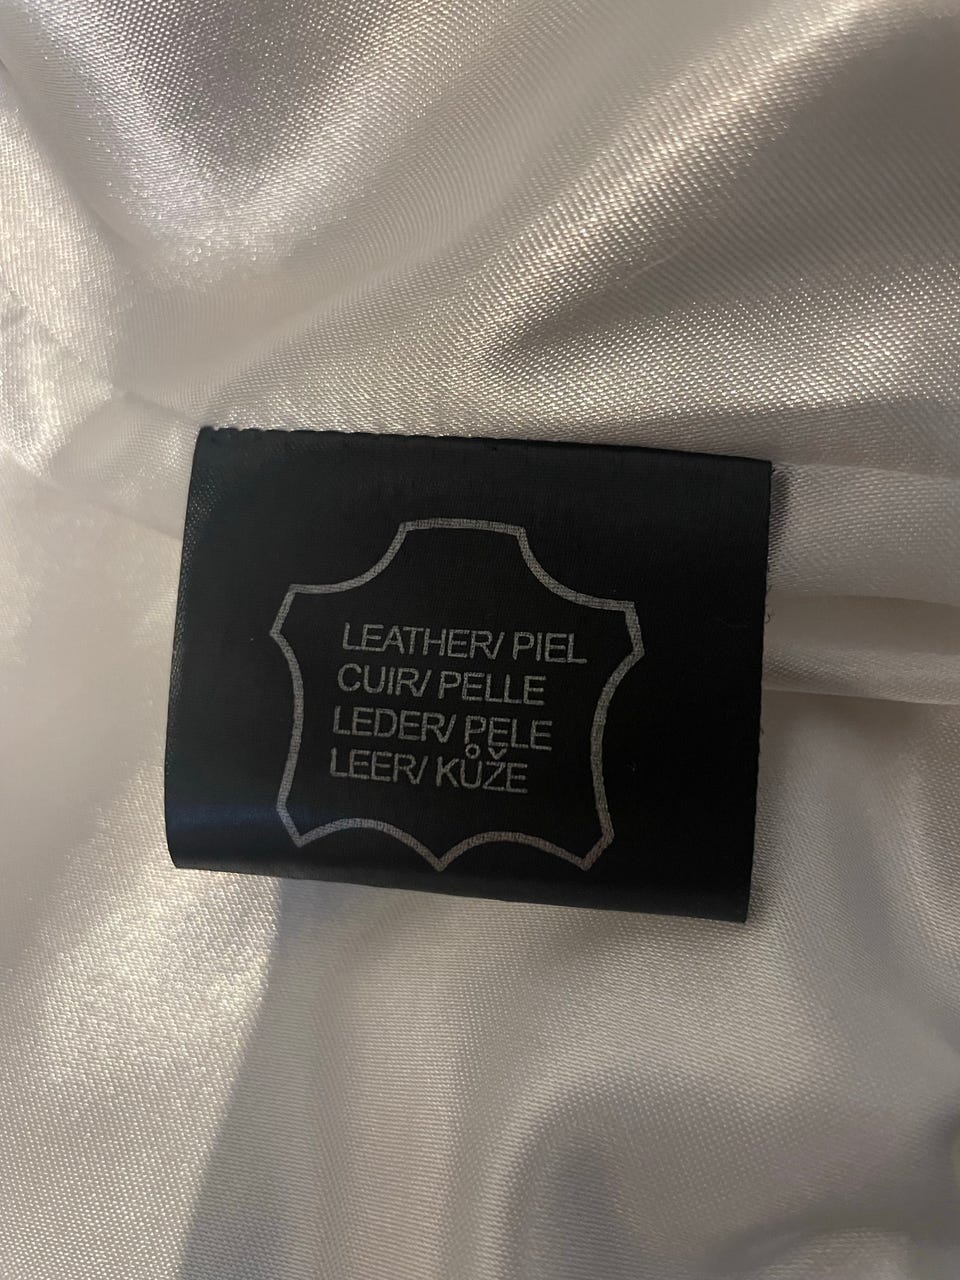 LEATHER/ PIEL
CUIR/ PELLE
LEDER/ PELE
LEER/ KŮŽE